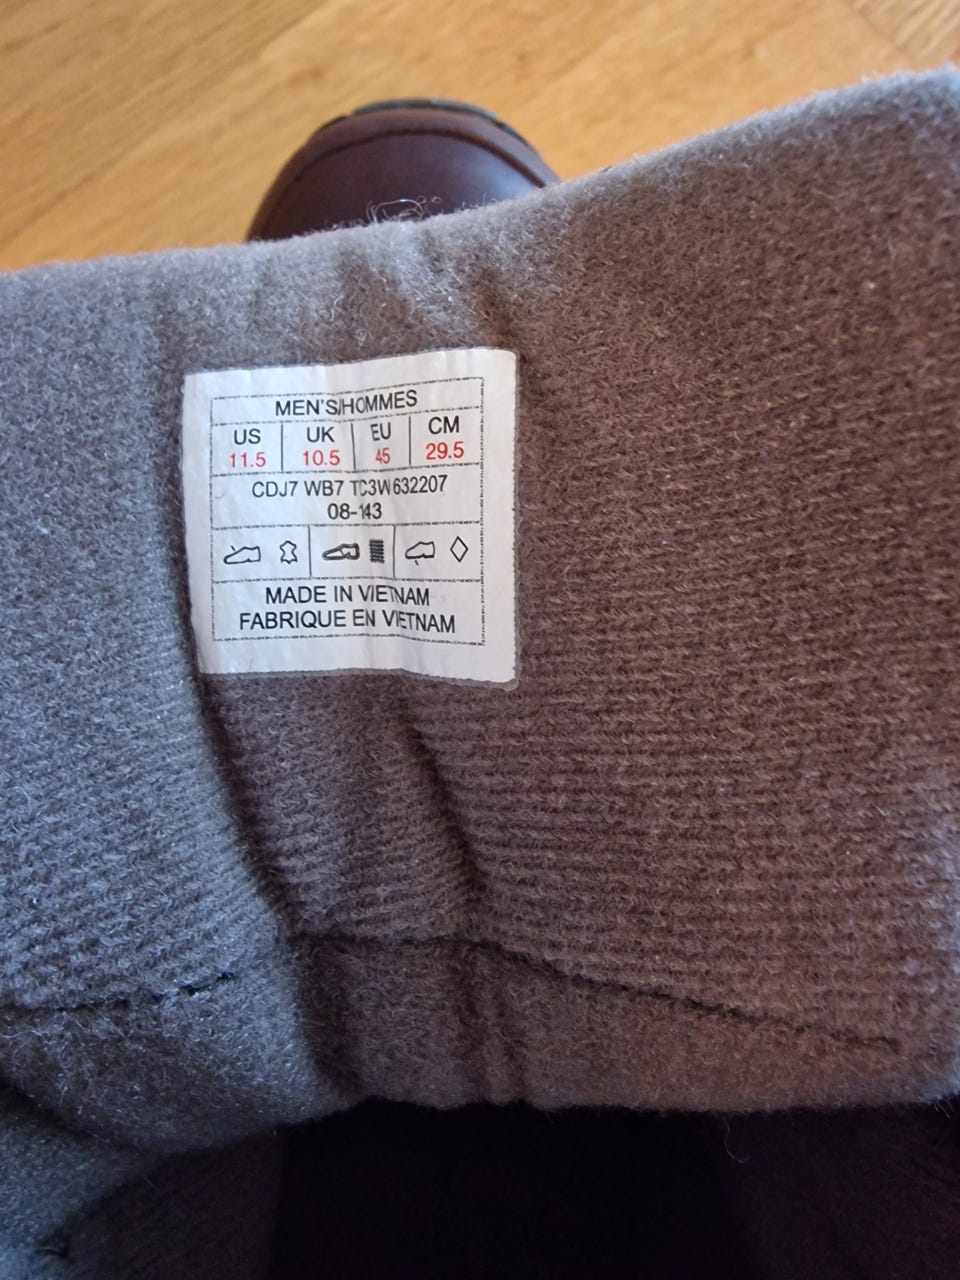 MEN'S/HOMMES
US UK EU CM
11.5 10.5 45 29.5
CDJ7 WB7 TC3W632207
08-143
MADE IN VIETNAM
FABRIQUE EN VIETNAM